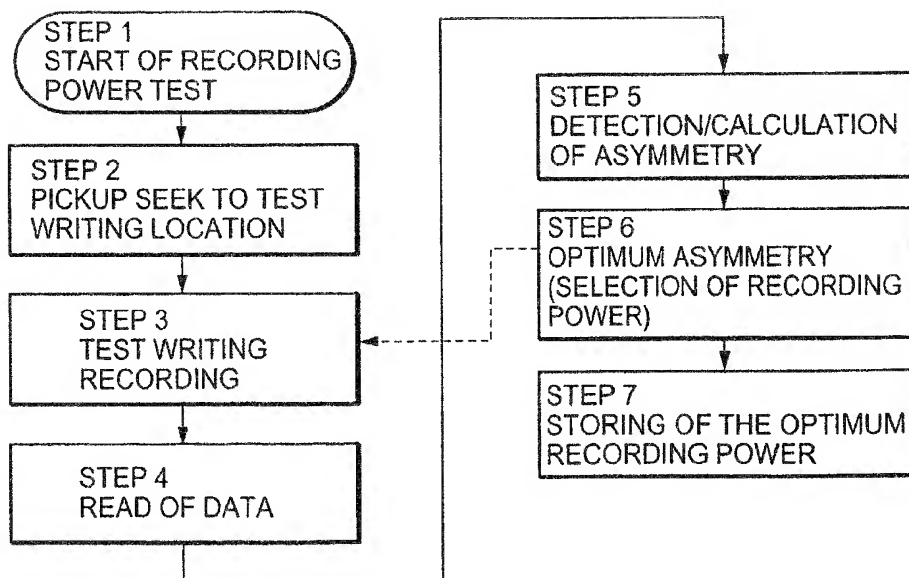 STEP 1
START OF RECORDING
POWER TEST
STEP 2
PICKUP SEEK TO TEST
WRITING LOCATION
STEP 3
TEST WRITING
RECORDING
STEP 4
READ OF DATA
STEP 5
DETECTION/CALCULATION
OF ASYMMETRY
STEP 6
OPTIMUM ASYMMETRY
(SELECTION OF RECORDING
POWER)
STEP 7
STORING OF THE OPTIMUM
RECORDING POWER